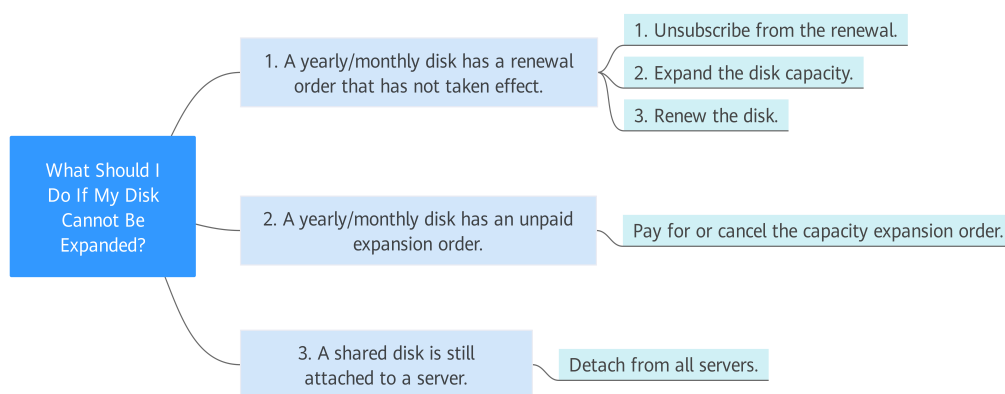 What Should I
Do If My Disk
Cannot Be
Expanded?
1. A yearly/monthly disk has a renewal
order that has not taken effect.
1. Unsubscribe from the renewal.
2. Expand the disk capacity.
3. Renew the disk.
2. A yearly/monthly disk has an unpaid
expansion order.
Pay for or cancel the capacity expansion order.
3. A shared disk is still
attached to a server.
Detach from all servers.